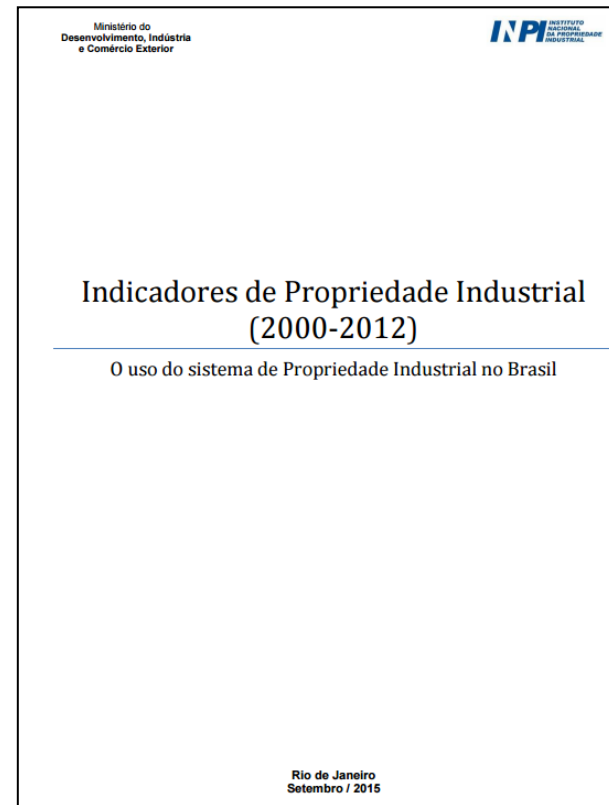 Ministério do
Desenvolvimento, Indústria
e Comércio Exterior
INPI
INSTITUTO
NACIONAL
DA PROPRIEDADE
INDUSTRIAL
Indicadores de Propriedade Industrial
(2000-2012)
O uso do sistema de Propriedade Industrial no Brasil
Rio de Janeiro
Setembro / 2015